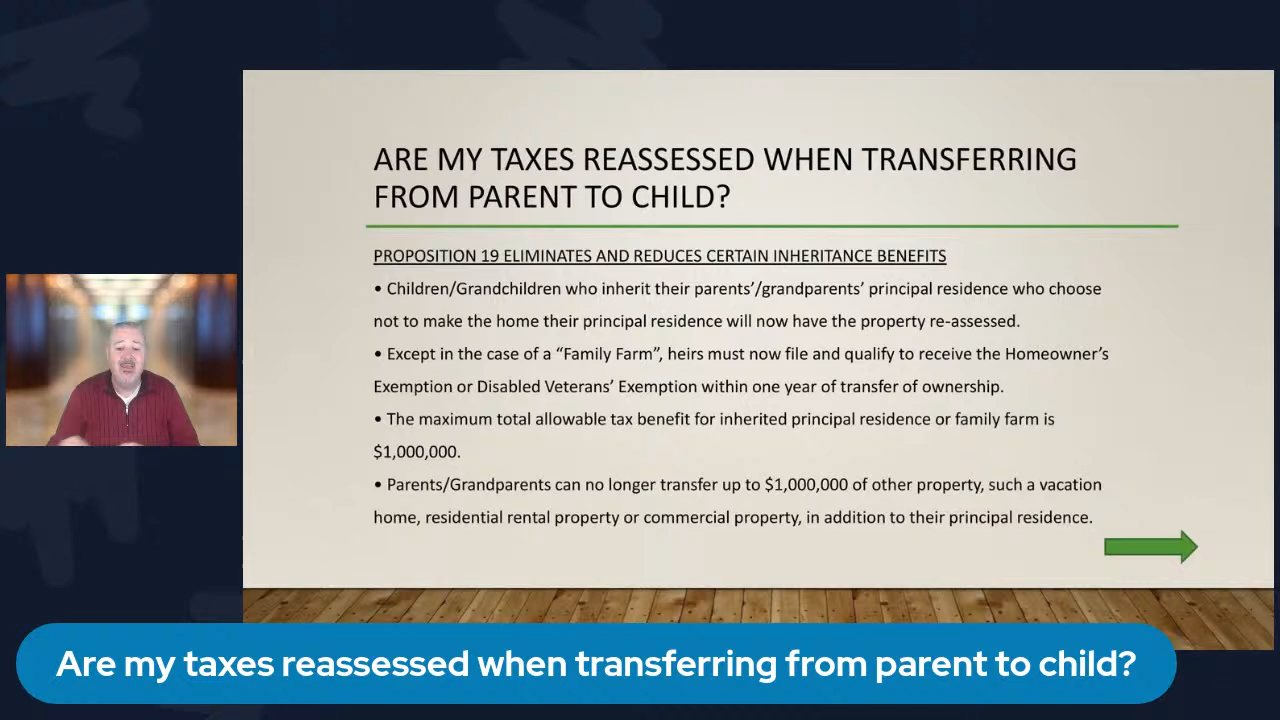 ARE MY TAXES REASSESSED WHEN TRANSFERRING
FROM PARENT TO CHILD?
PROPOSITION 19 ELIMINATES AND REDUCES CERTAIN INHERITANCE BENEFITS
• Children/Grandchildren who inherit their parents’/grandparents’ principal residence who choose
not to make the home their principal residence will now have the property re-assessed.
• Except in the case of a “Family Farm”, heirs must now file and qualify to receive the Homeowner’s
Exemption or Disabled Veterans’ Exemption within one year of transfer of ownership.
• The maximum total allowable tax benefit for inherited principal residence or family farm is
$1,000,000.
• Parents/Grandparents can no longer transfer up to $1,000,000 of other property, such a vacation
home, residential rental property or commercial property, in addition to their principal residence.
Are my taxes reassessed when transferring from parent to child?